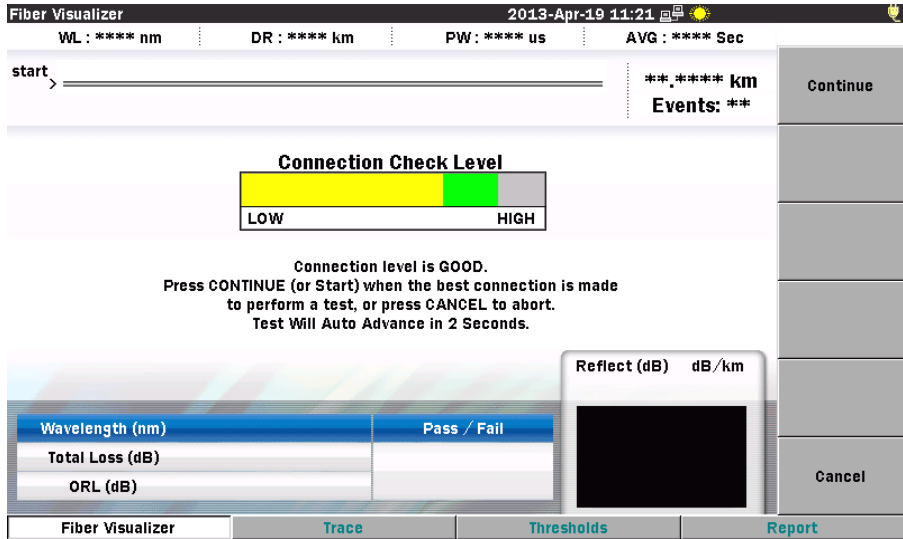 Fiber Visualizer 2013-Apr-19 11:21
WL : **** nm DR : **** km PW : **** us AVG : **** Sec
start
**.**** km
Events: **
Continue
Connection Check Level
LOW HIGH
Connection level is GOOD.
Press CONTINUE (or Start) when the best connection is made
to perform a test, or press CANCEL to abort.
Test Will Auto Advance in 2 Seconds.
Reflect (dB) dB/km
Wavelength (nm) Pass / Fail
Total Loss (dB)
ORL (dB)
Cancel
Fiber Visualizer Trace Thresholds Report